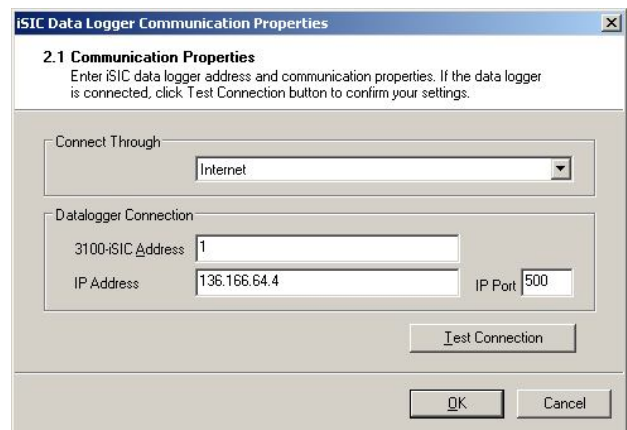 iSIC Data Logger Communication Properties
2.1 Communication Properties
Enter iSIC data logger address and communication properties. If the data logger
is connected, click Test Connection button to confirm your settings.
Connect Through
Internet
Datalogger Connection
3100-iSIC Address 1
IP Address 136.166.64.4 IP Port 500
Test Connection
OK Cancel